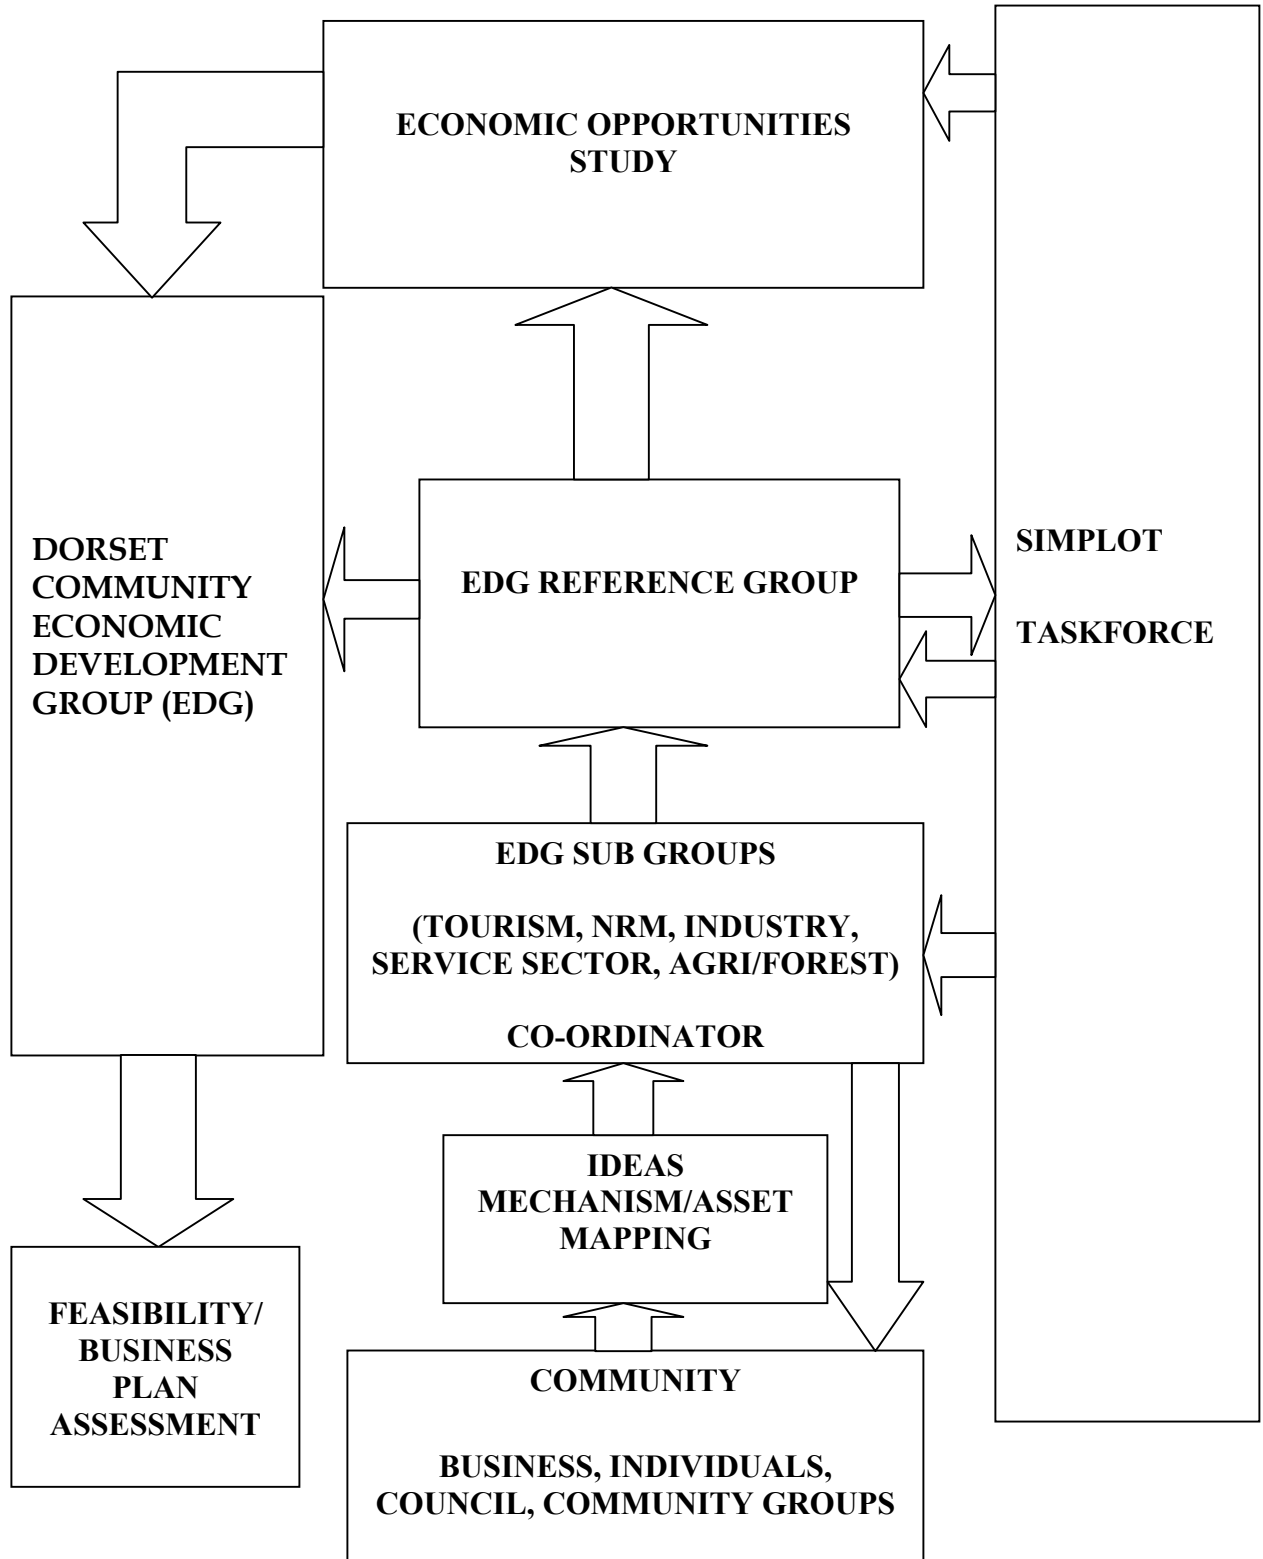 ECONOMIC OPPORTUNITIES
STUDY
DORSET
COMMUNITY
ECONOMIC
DEVELOPMENT
GROUP (EDG)
EDG REFERENCE GROUP
SIMPLOT
TASKFORCE
EDG SUB GROUPS
(TOURISM, NRM, INDUSTRY,
SERVICE SECTOR, AGRI/FOREST)
CO-ORDINATOR
IDEAS
MECHANISM/ASSET
MAPPING
FEASIBILITY/
BUSINESS
PLAN
ASSESSMENT
COMMUNITY
BUSINESS, INDIVIDUALS,
COUNCIL, COMMUNITY GROUPS